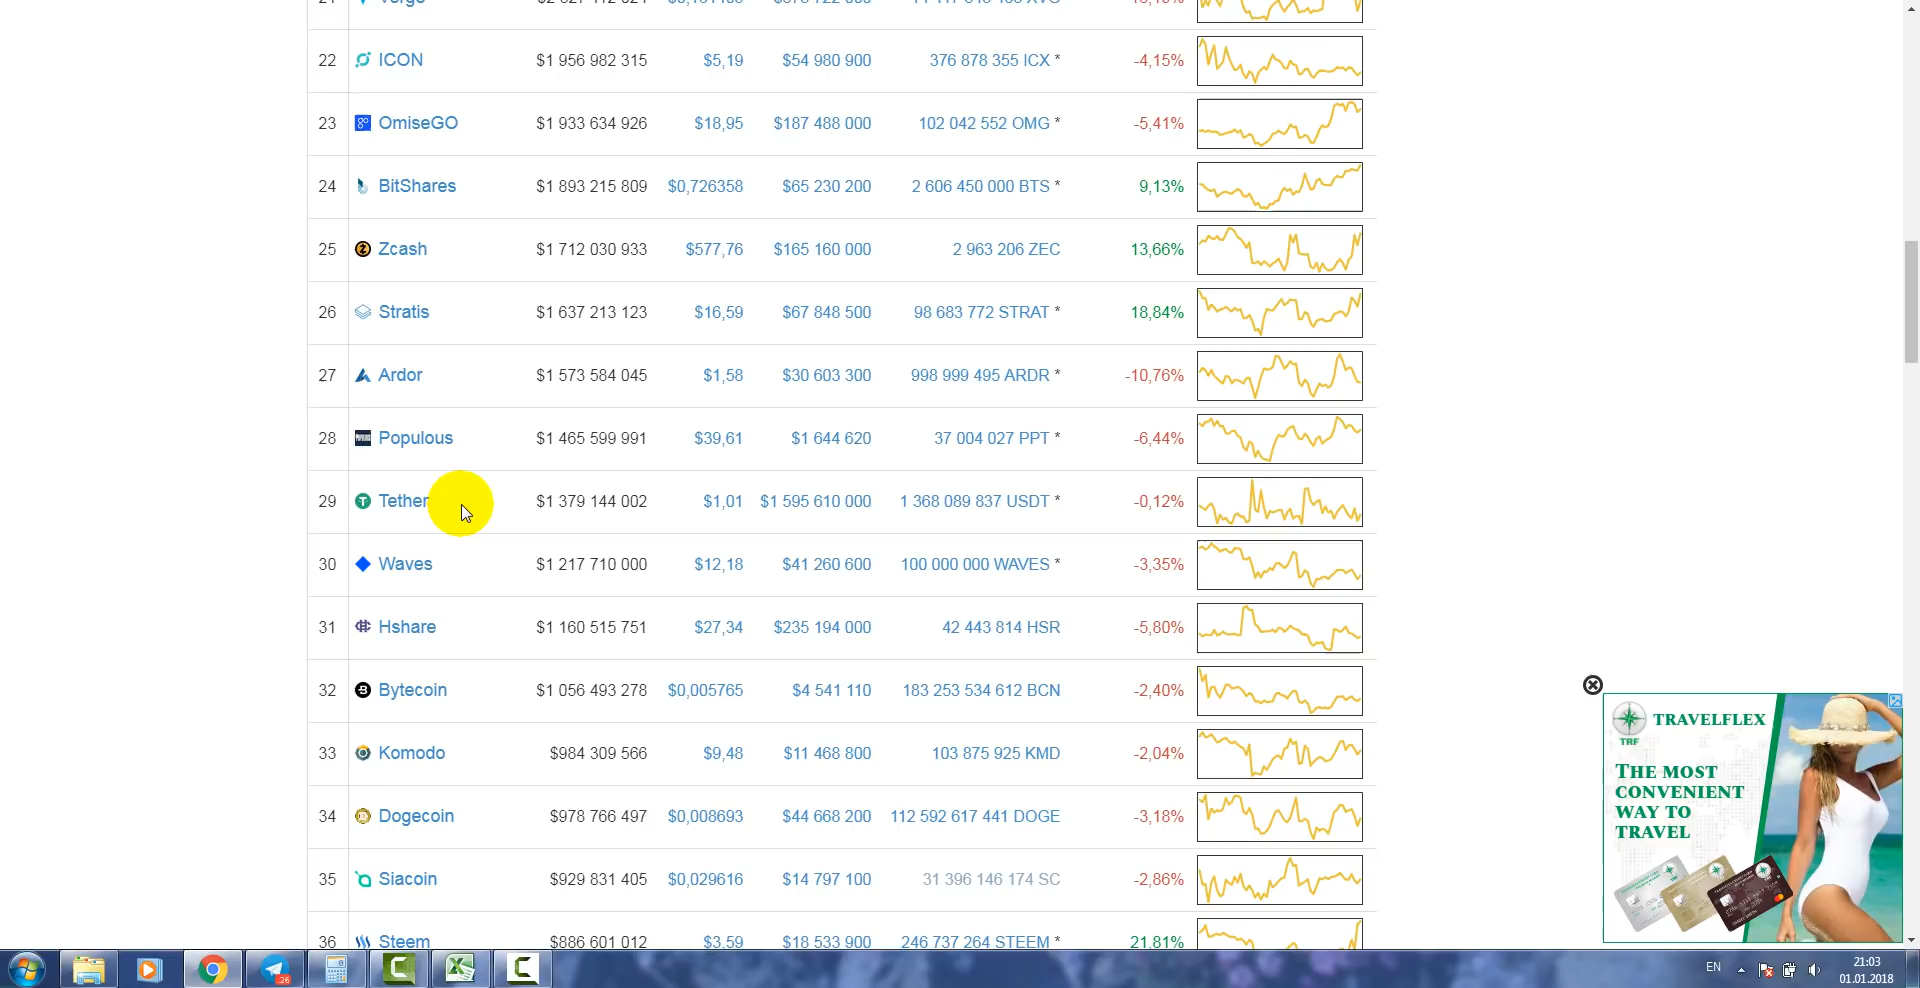 22 ICON $1 956 982 315 $5,19 $54 980 900 376 878 355 ICX * -4,15%
23 OmiseGO $1 933 634 926 $18,95 $187 488 000 102 042 552 OMG * -5,41%
24 BitShares $1 893 215 809 $0,726358 $65 230 200 2 606 450 000 BTS * 9,13%
25 Zcash $1 712 030 933 $577,76 $165 160 000 2 963 206 ZEC 13,66%
26 Stratis $1 637 213 123 $16,59 $67 848 500 98 683 772 STRAT * 18,84%
27 Ardor $1 573 584 045 $1,58 $30 603 300 998 999 495 ARDR * -10,76%
28 Populous $1 465 599 991 $39,61 $1 644 620 37 004 027 PPT * -6,44%
29 Tether $1 379 144 002 $1,01 $1 595 610 000 1 368 089 837 USDT * -0,12%
30 Waves $1 217 710 000 $12,18 $41 260 600 100 000 000 WAVES * -3,35%
31 Hshare $1 160 515 751 $27,34 $235 194 000 42 443 814 HSR -5,80%
32 Bytecoin $1 056 493 278 $0,005765 $4 541 110 183 253 534 612 BCN -2,40%
33 Komodo $984 309 566 $9,48 $11 468 800 103 875 925 KMD -2,04%
34 Dogecoin $978 766 497 $0,008693 $44 668 200 112 592 617 441 DOGE -3,18%
35 Siacoin $929 831 405 $0,029616 $14 797 100 31 396 146 174 SC -2,86%
36 Steem $886 601 012 $3,59 $18 533 900 246 737 264 STEEM * 21,81%
TRAVELFLEX
TRF
THE MOST
CONVENIENT
WAY TO
TRAVEL
26
EN
21:03
01.01.2018